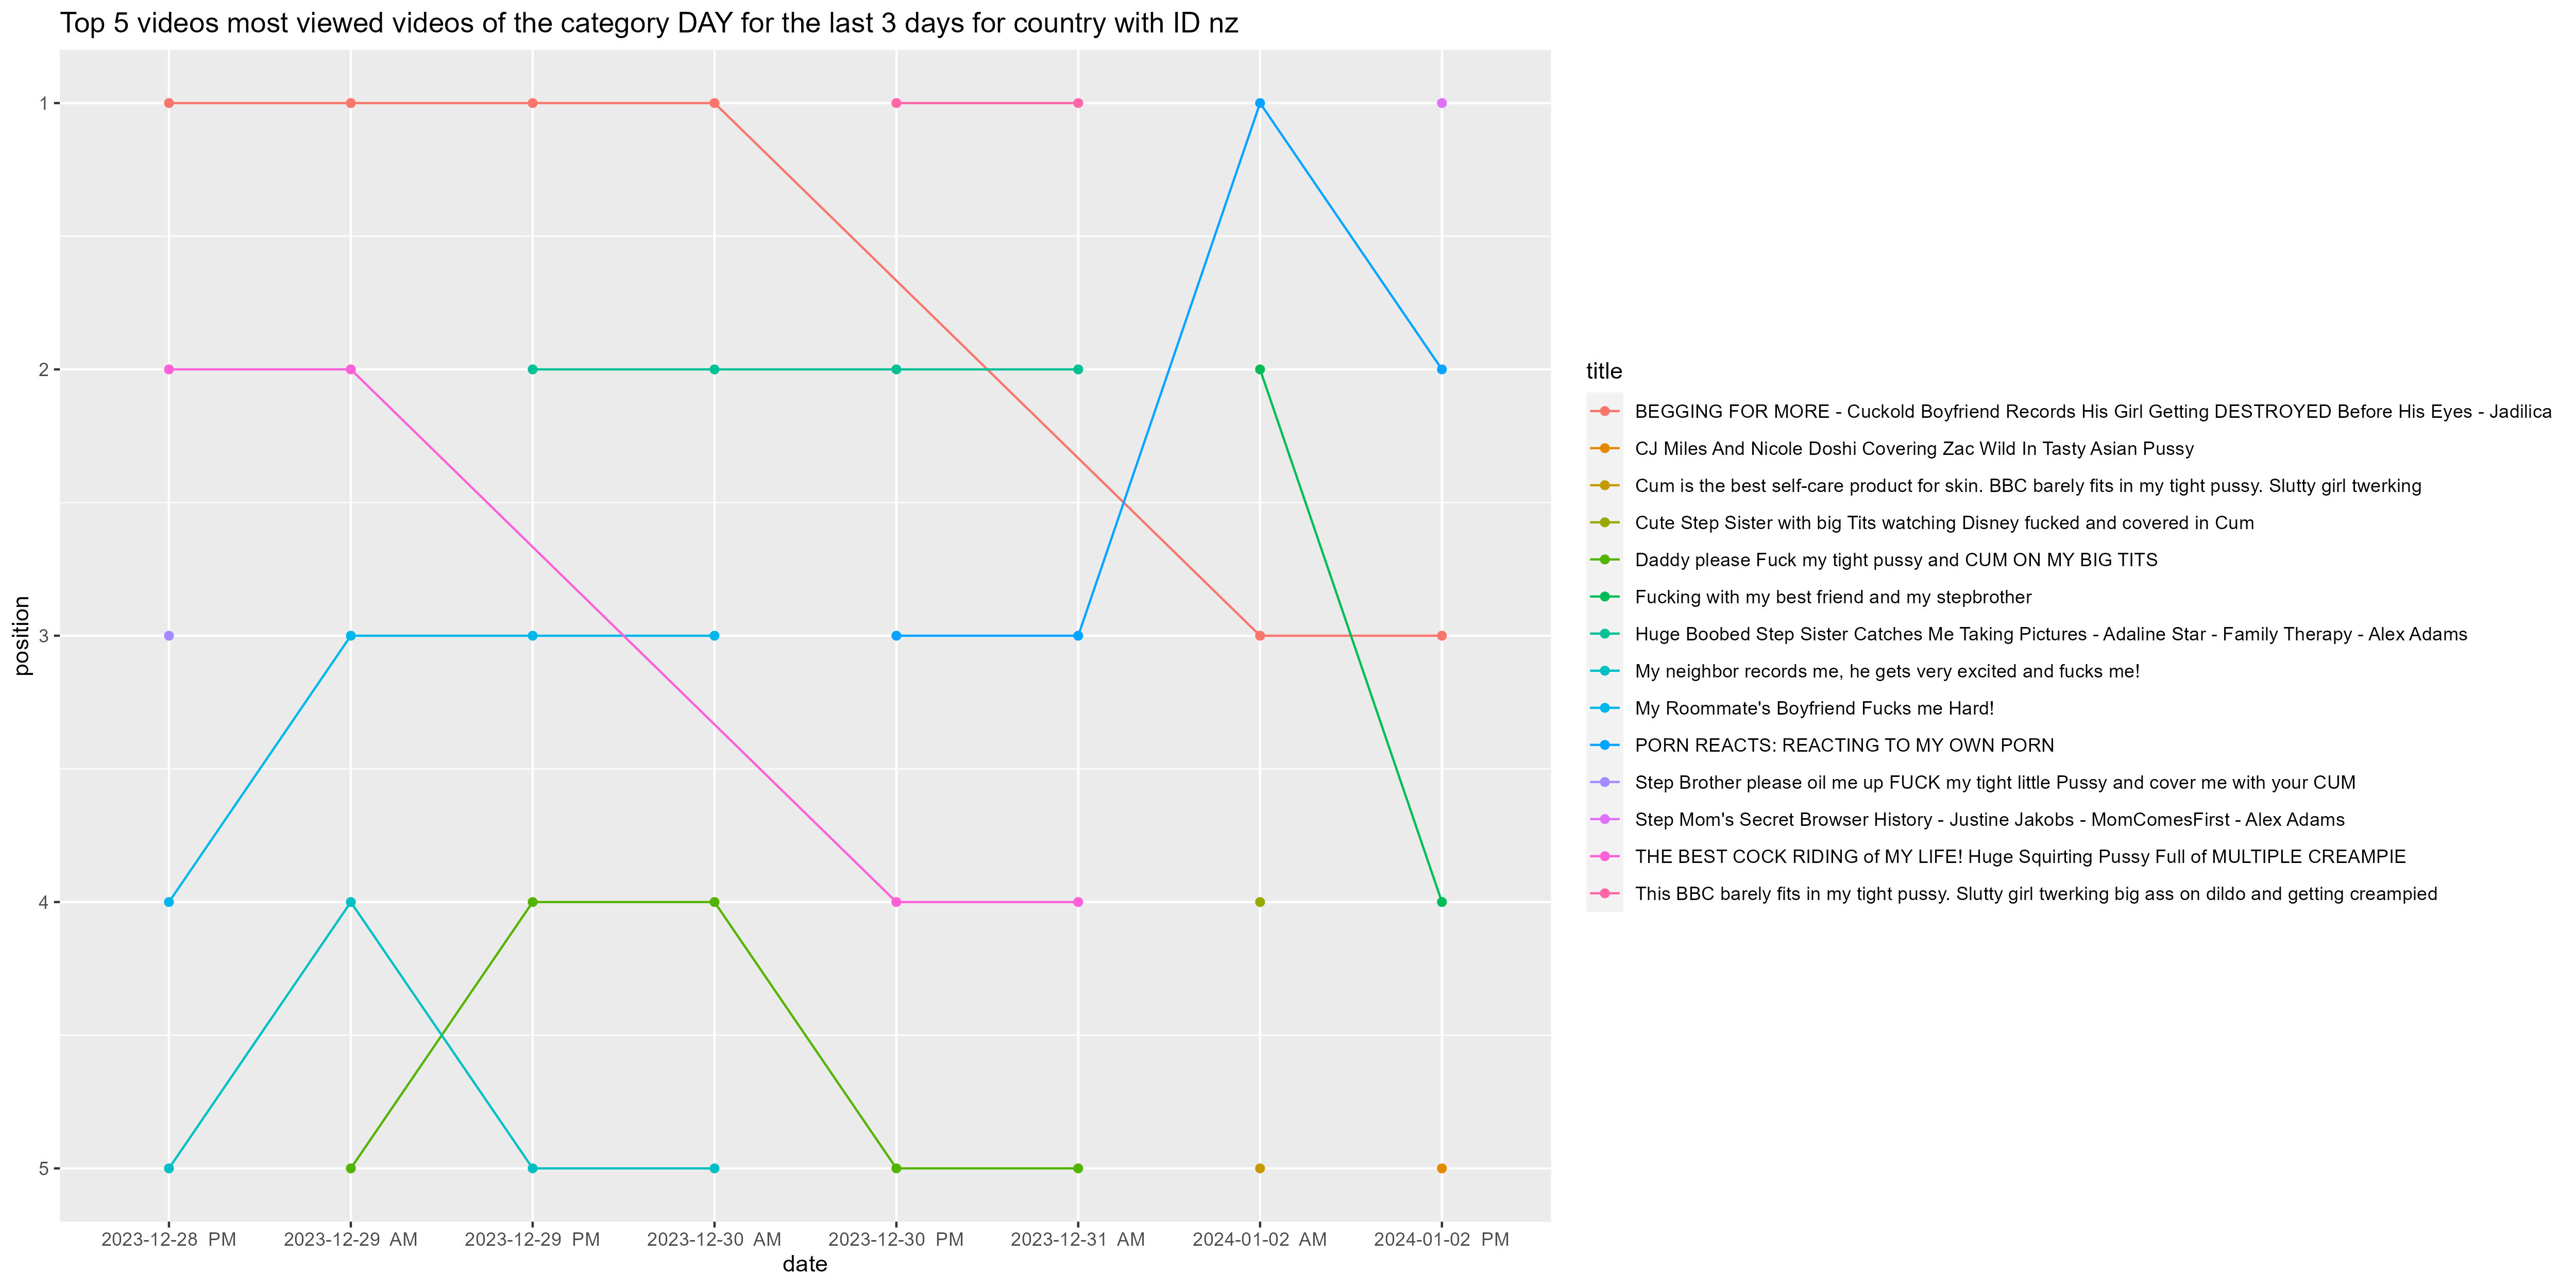 Top 5 videos most viewed videos of the category DAY for the last 3 days for country with ID nz
position
1
2
3
4
5
2023-12-28 PM
2023-12-29 AM
2023-12-29 PM
2023-12-30 AM
2023-12-30 PM
2023-12-31 AM
2024-01-02 AM
2024-01-02 PM
date
title
BEGGING FOR MORE - Cuckold Boyfriend Records His Girl Getting DESTROYED Before His Eyes - Jadilica
CJ Miles And Nicole Doshi Covering Zac Wild In Tasty Asian Pussy
Cum is the best self-care product for skin. BBC barely fits in my tight pussy. Slutty girl twerking
Cute Step Sister with big Tits watching Disney fucked and covered in Cum
Daddy please Fuck my tight pussy and CUM ON MY BIG TITS
Fucking with my best friend and my stepbrother
Huge Boobed Step Sister Catches Me Taking Pictures - Adaline Star - Family Therapy - Alex Adams
My neighbor records me, he gets very excited and fucks me!
My Roommate's Boyfriend Fucks me Hard!
PORN REACTS: REACTING TO MY OWN PORN
Step Brother please oil me up FUCK my tight little Pussy and cover me with your CUM
Step Mom's Secret Browser History - Justine Jakobs - MomComesFirst - Alex Adams
THE BEST COCK RIDING of MY LIFE! Huge Squirting Pussy Full of MULTIPLE CREAMPIE
This BBC barely fits in my tight pussy. Slutty girl twerking big ass on dildo and getting creampied